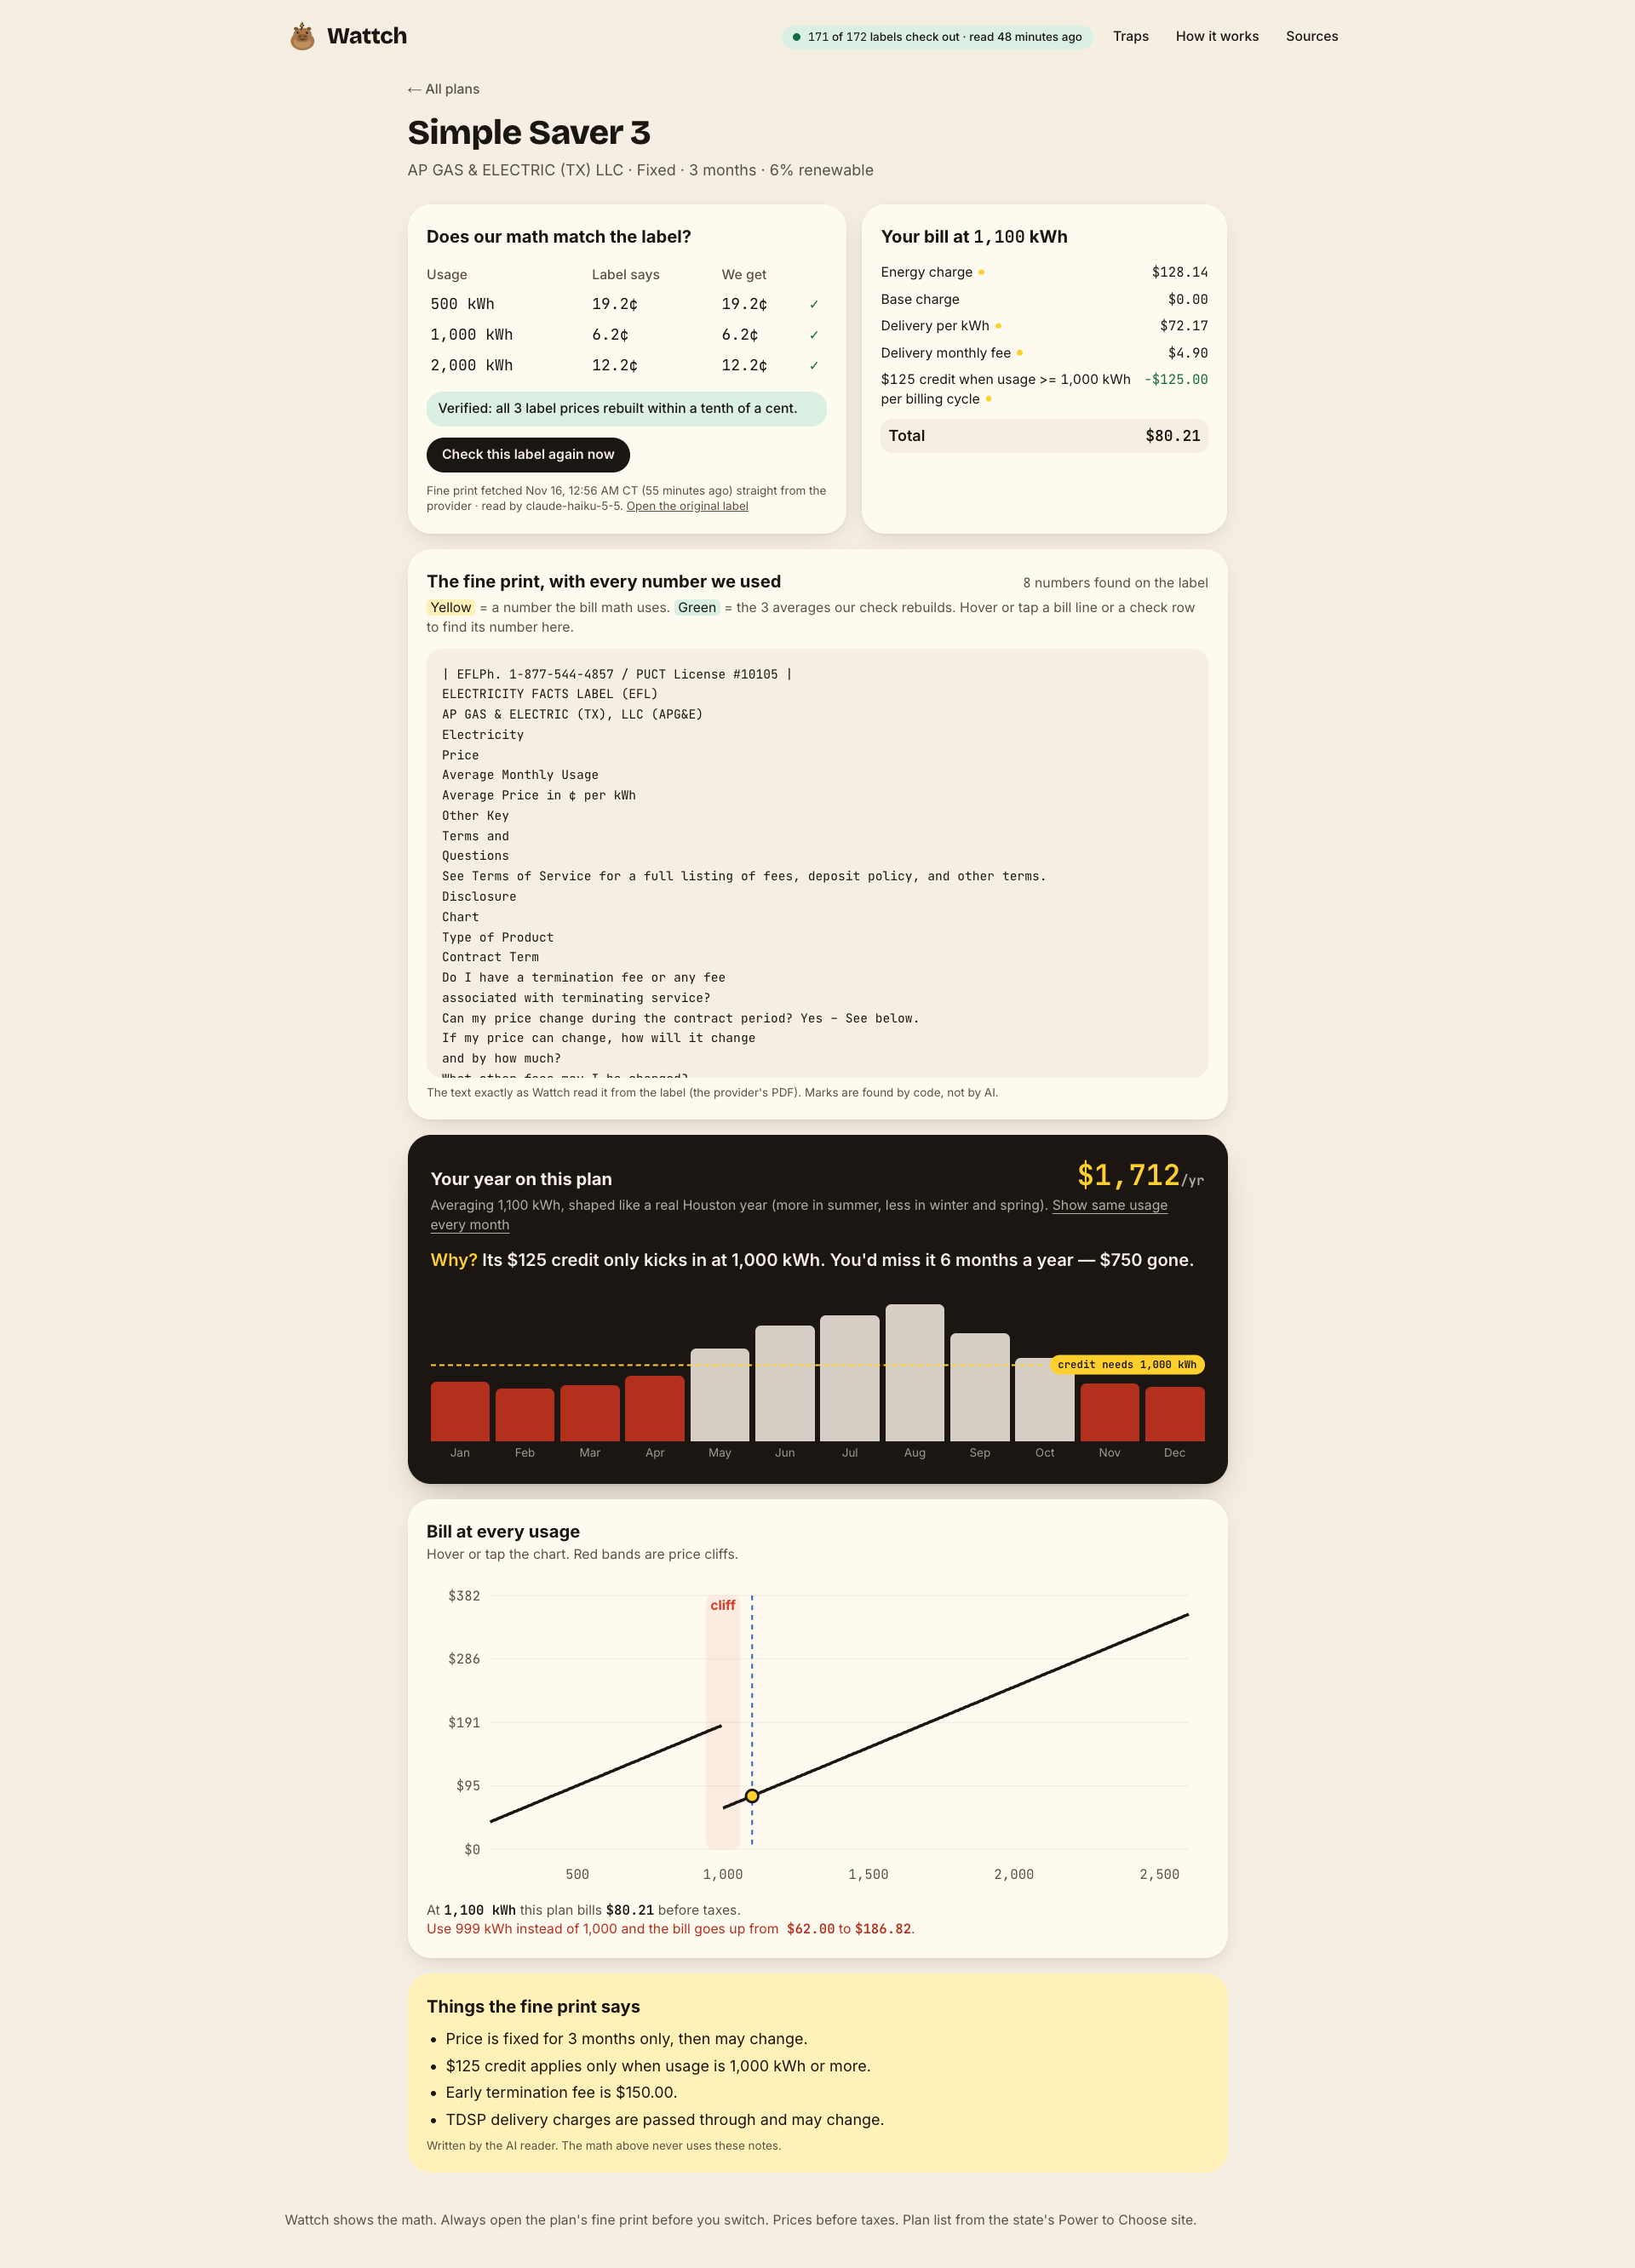 Wattch
171 of 172 labels check out · read 48 minutes ago
Traps
How it works
Sources
← All plans
Simple Saver 3
AP GAS & ELECTRIC (TX) LLC · Fixed · 3 months · 6% renewable
Does our math match the label?
Usage Label says We get
500 kWh 19.2¢ 19.2¢ ✓
1,000 kWh 6.2¢ 6.2¢ ✓
2,000 kWh 12.2¢ 12.2¢ ✓
Verified: all 3 label prices rebuilt within a tenth of a cent.
Check this label again now
Fine print fetched Nov 16, 12:56 AM CT (55 minutes ago) straight from the
provider · read by claude-haiku-5-5. Open the original label
Your bill at 1,100 kWh
Energy charge $128.14
Base charge $0.00
Delivery per kWh $72.17
Delivery monthly fee $4.90
$125 credit when usage >= 1,000 kWh -$125.00
per billing cycle
Total $80.21
The fine print, with every number we used
8 numbers found on the label
Yellow = a number the bill math uses. Green = the 3 averages our check rebuilds. Hover or tap a bill line or a check row
to find its number here.
| EFLPh. 1-877-544-4857 / PUCT License #10105 |
ELECTRICITY FACTS LABEL (EFL)
AP GAS & ELECTRIC (TX), LLC (APG&E)
Electricity
Price
Average Monthly Usage
Average Price in ¢ per kWh
Other Key
Terms and
Questions
See Terms of Service for a full listing of fees, deposit policy, and other terms.
Disclosure
Chart
Type of Product
Contract Term
Do I have a termination fee or any fee
associated with terminating service?
Can my price change during the contract period? Yes – See below.
If my price can change, how will it change
and by how much?
What other fees may I be charged?
The text exactly as Wattch read it from the label (the provider's PDF). Marks are found by code, not by AI.
Your year on this plan
$1,712/yr
Averaging 1,100 kWh, shaped like a real Houston year (more in summer, less in winter and spring). Show same usage
every month
Why? Its $125 credit only kicks in at 1,000 kWh. You'd miss it 6 months a year — $750 gone.
credit needs 1,000 kWh
Jan Feb Mar Apr May Jun Jul Aug Sep Oct Nov Dec
Bill at every usage
Hover or tap the chart. Red bands are price cliffs.
cliff
$382
$286
$191
$95
$0
500 1,000 1,500 2,000 2,500
At 1,100 kWh this plan bills $80.21 before taxes.
Use 999 kWh instead of 1,000 and the bill goes up from $62.00 to $186.82.
Things the fine print says
• Price is fixed for 3 months only, then may change.
• $125 credit applies only when usage is 1,000 kWh or more.
• Early termination fee is $150.00.
• TDSP delivery charges are passed through and may change.
Written by the AI reader. The math above never uses these notes.
Wattch shows the math. Always open the plan's fine print before you switch. Prices before taxes. Plan list from the state's Power to Choose site.